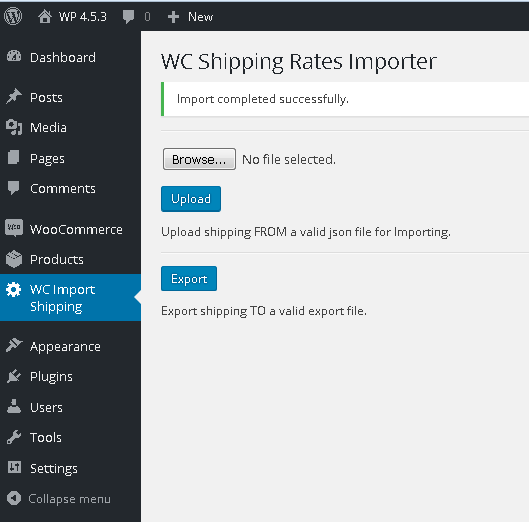 WP 4.5.3 0 New
Dashboard
Posts
Media
Pages
Comments
WooCommerce
Products
WC Import
Shipping
Appearance
Plugins
Users
Tools
Settings
Collapse menu
WC Shipping Rates Importer
Import completed successfully.
Browse... No file selected.
Upload
Upload shipping FROM a valid json file for Importing.
Export
Export shipping TO a valid export file.